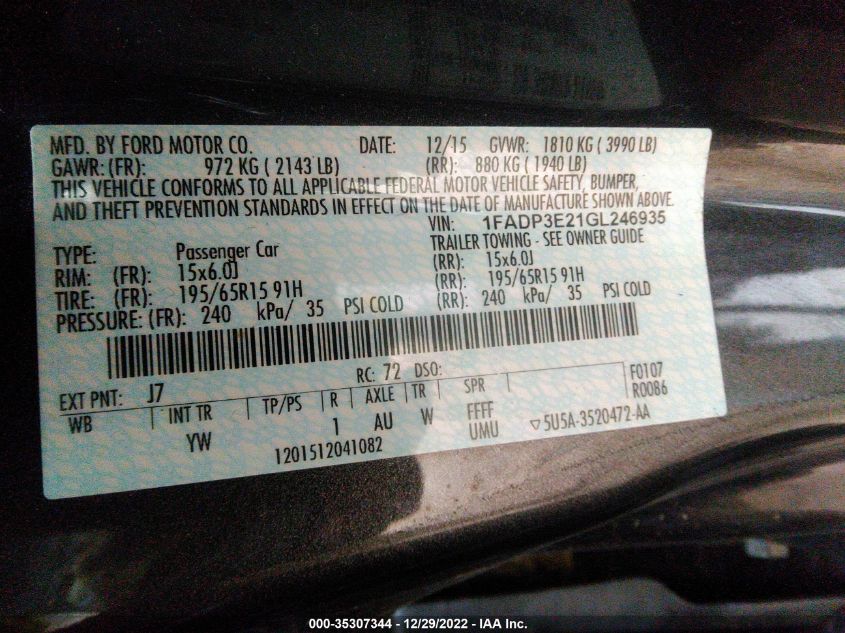 MFD. BY FORD MOTOR CO. DATE: 12/15 GVWR: 1810 KG ( 3990 LB)
GAWR: (FR): 972 KG ( 2143 LB) (RR): 880 KG ( 1940 LB)
THIS VEHICLE CONFORMS TO ALL APPLICABLE FEDERAL MOTOR VEHICLE SAFETY, BUMPER,
AND THEFT PREVENTION STANDARDS IN EFFECT ON THE DATE OF MANUFACTURE SHOWN ABOVE.
VIN: 1FADP3E21GL246935
TYPE: Passenger Car TRAILER TOWING - SEE OWNER GUIDE
RIM: (FR): 15x6.0J (RR): 15x6.0J
TIRE: (FR): 195/65R15 91H (RR): 195/65R15 91H
PRESSURE: (FR): 240 kPa/ 35 PSI COLD (RR): 240 kPa/ 35 PSI COLD
EXT PNT: J7 RC: 72 DSO: F0107
WB INT TR TP/PS R AXLE TR SPR R0086
YW 1 AU W FFFF
UMU ▽5U5A-3520472-AA
1201512041082
000-35307344 - 12/29/2022 - IAA Inc.